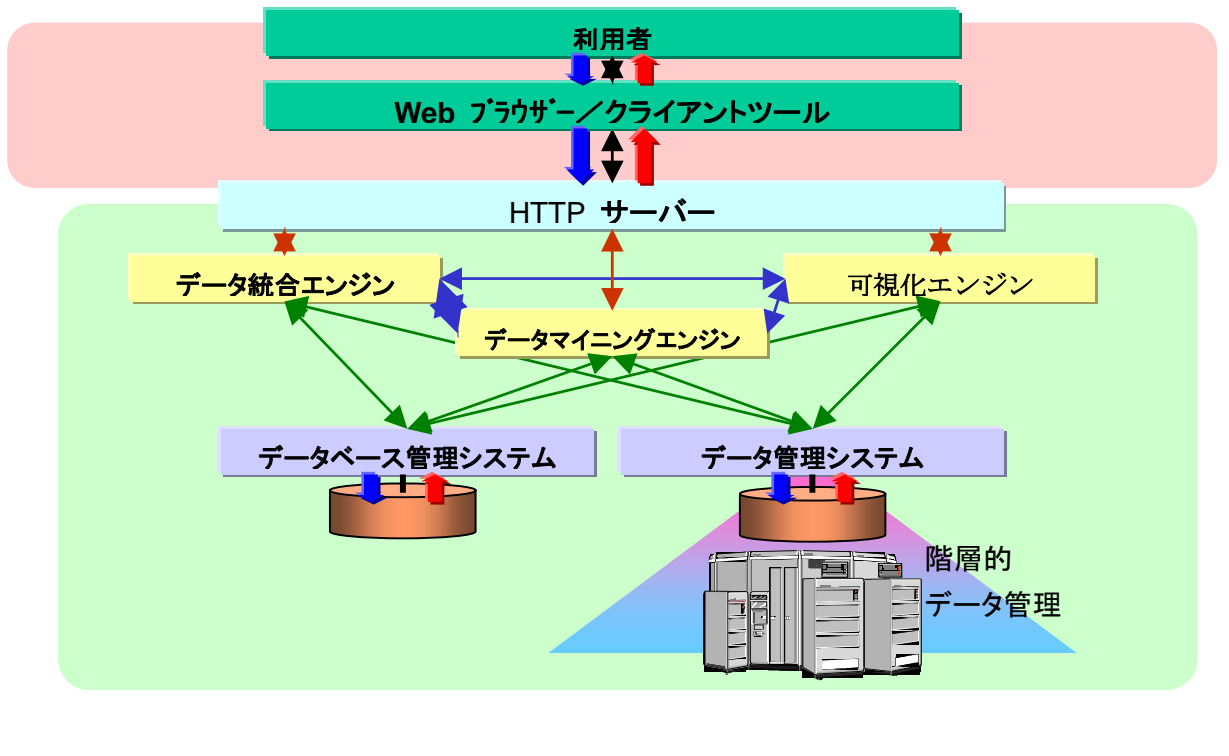 利用者
Web ﾌﾞﾗｳｻﾞｰ／クライアントツール
HTTP サーバー
データ統合エンジン
可視化エンジン
データマイニングエンジン
データベース管理システム
データ管理システム
階層的
データ管理